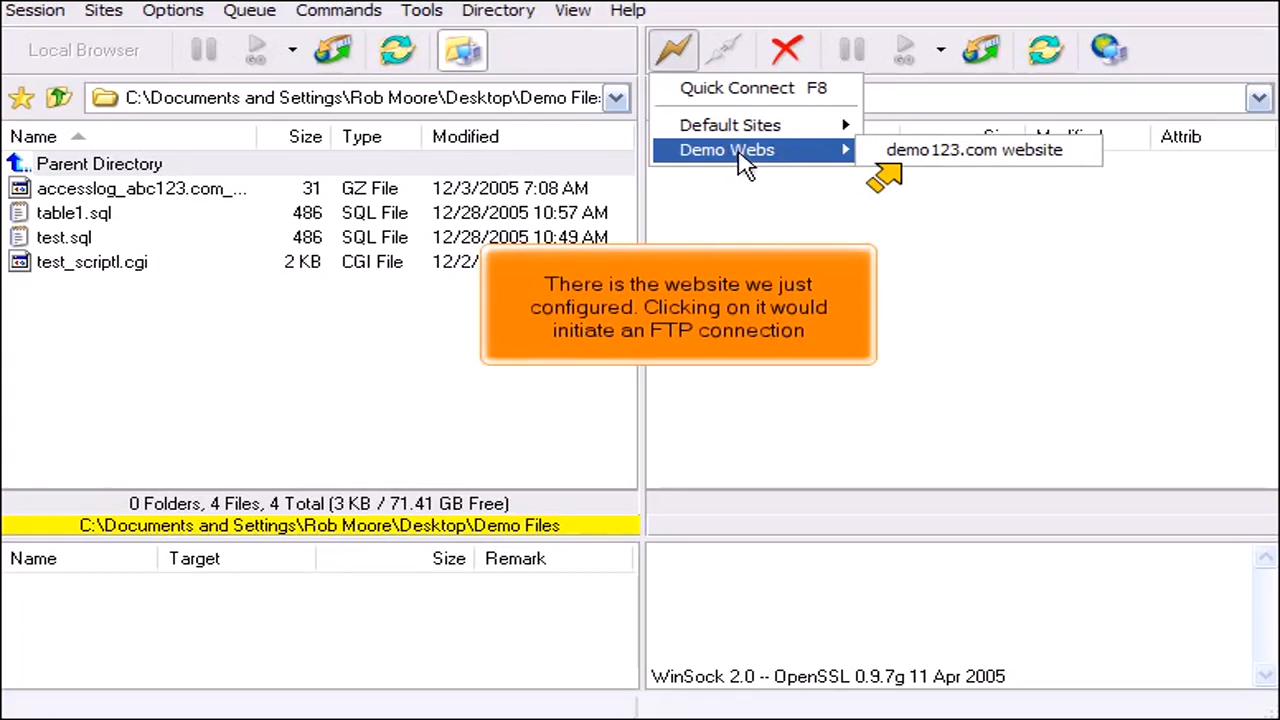 Session Sites Options Queue Commands Tools Directory View Help
Local Browser
C:\Documents and Settings\Rob Moore\Desktop\Demo Files:
Name Size Type Modified
Parent Directory
accesslog_abc123.com_... 31 GZ File 12/3/2005 7:08 AM
table1.sql 486 SQL File 12/28/2005 10:57 AM
test.sql 486 SQL File 12/28/2005 10:49 AM
test_scriptl.cgi 2 KB CGI File 12/2/
Quick Connect F8
Default Sites
Demo Webs
demo123.com website
Attrib
There is the website we just
configured. Clicking on it would
initiate an FTP connection
0 Folders, 4 Files, 4 Total (3 KB / 71.41 GB Free)
C:\Documents and Settings\Rob Moore\Desktop\Demo Files
Name Target Size Remark
WinSock 2.0 -- OpenSSL 0.9.7g 11 Apr 2005